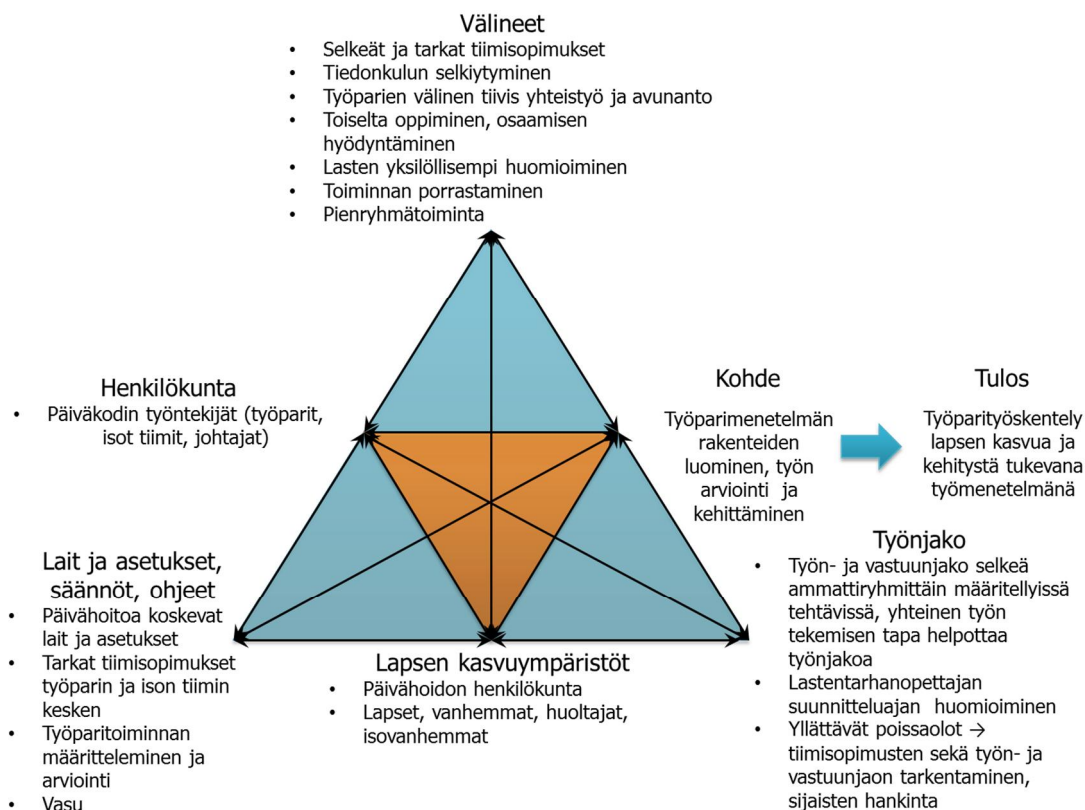 Välineet
• Selkeät ja tarkat tiimisopimukset
• Tiedonkulun selkiytyminen
• Työparien välinen tiivis yhteistyö ja avunanto
• Toiselta oppiminen, osaamisen
hyödyntäminen
• Lasten yksilöllisempi huomioiminen
• Toiminnan porrastaminen
• Pienryhmätoiminta
Henkilökunta
• Päiväkodin työntekijät (työparit,
isot tiimit, johtajat)
Kohde
Työparimenetelmän
rakenteiden
luominen, työn
arviointi ja
kehittäminen
Tulos
Työparityöskentely
lapsen kasvua ja
kehitystä tukevana
työmenetelmänä
Lait ja asetukset,
säännöt, ohjeet
• Päivähoitoa koskevat
lait ja asetukset
• Tarkat tiimisopimukset
työparin ja ison tiimin
kesken
• Työparitoiminnan
määritteleminen ja
arviointi
• Vasu
Lapsen kasvuympäristöt
• Päivähoidon henkilökunta
• Lapset, vanhemmat, huoltajat,
isovanhemmat
Työnjako
• Työn- ja vastuunjako selkeä
ammattiryhmittäin määritellyissä
tehtävissä, yhteinen työn
tekemisen tapa helpottaa
työnjakoa
• Lastentarhanopettajan
suunnitteluajan huomioiminen
• Yllättävät poissaolot →
tiimisopimusten sekä työn- ja
vastuunjaon tarkentaminen,
sijaisten hankinta